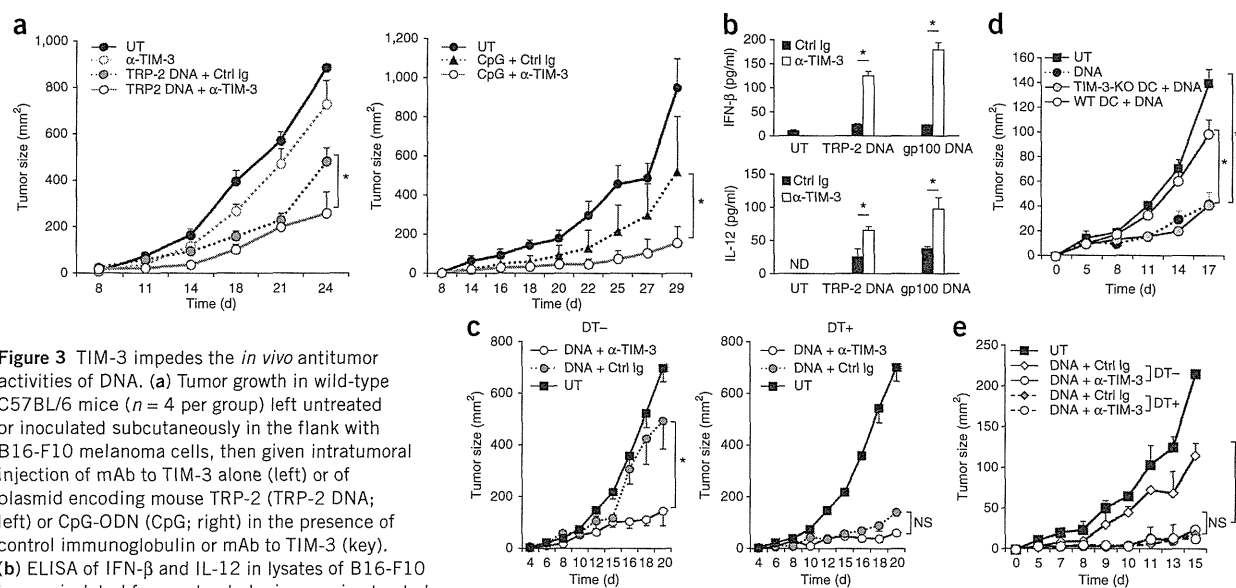 a
1,000
800
600
400
200
0
Tumor size (mm²)
UT
α-TIM-3
TRP-2 DNA + Ctrl Ig
TRP2 DNA + α-TIM-3
*
8 11 14 18 21 24
Time (d)
1,200
1,000
800
600
400
200
0
Tumor size (mm²)
UT
CpG + Ctrl Ig
CpG + α-TIM-3
*
8 14 16 18 20 22 25 27 29
Time (d)
b
200
150
100
50
0
IFN-β (pg/ml)
Ctrl Ig
α-TIM-3
* *
UT TRP-2 DNA gp100 DNA
150
100
50
0
IL-12 (pg/ml)
Ctrl Ig
α-TIM-3
* *
ND
UT TRP-2 DNA gp100 DNA
d
160
140
120
100
80
60
40
20
0
Tumor size (mm²)
UT
DNA
TIM-3-KO DC + DNA
WT DC + DNA
*
0 5 8 11 14 17
Time (d)
Figure 3 TIM-3 impedes the in vivo antitumor
activities of DNA. (a) Tumor growth in wild-type
C57BL/6 mice (n = 4 per group) left untreated
or inoculated subcutaneously in the flank with
B16-F10 melanoma cells, then given intratumoral
injection of mAb to TIM-3 alone (left) or of
plasmid encoding mouse TRP-2 (TRP-2 DNA;
left) or CpG-ODN (CpG; right) in the presence of
control immunoglobulin or mAb to TIM-3 (key).
(b) ELISA of IFN-β and IL-12 in lysates of B16-F10
c
DT–
800
600
400
200
0
Tumor size (mm²)
DNA + α-TIM-3
DNA + Ctrl Ig
UT
*
4 6 8 10 12 14 16 18 20
Time (d)
DT+
800
600
400
200
0
Tumor size (mm²)
DNA + α-TIM-3
DNA + Ctrl Ig
UT
NS
4 6 8 10 12 14 16 18 20
Time (d)
e
250
200
150
100
50
0
Tumor size (mm²)
UT
DNA + Ctrl Ig
DNA + α-TIM-3
DT–
DNA + Ctrl Ig
DNA + α-TIM-3
DT+
NS
0 5 7 9 10 11 13 15
Time (d)